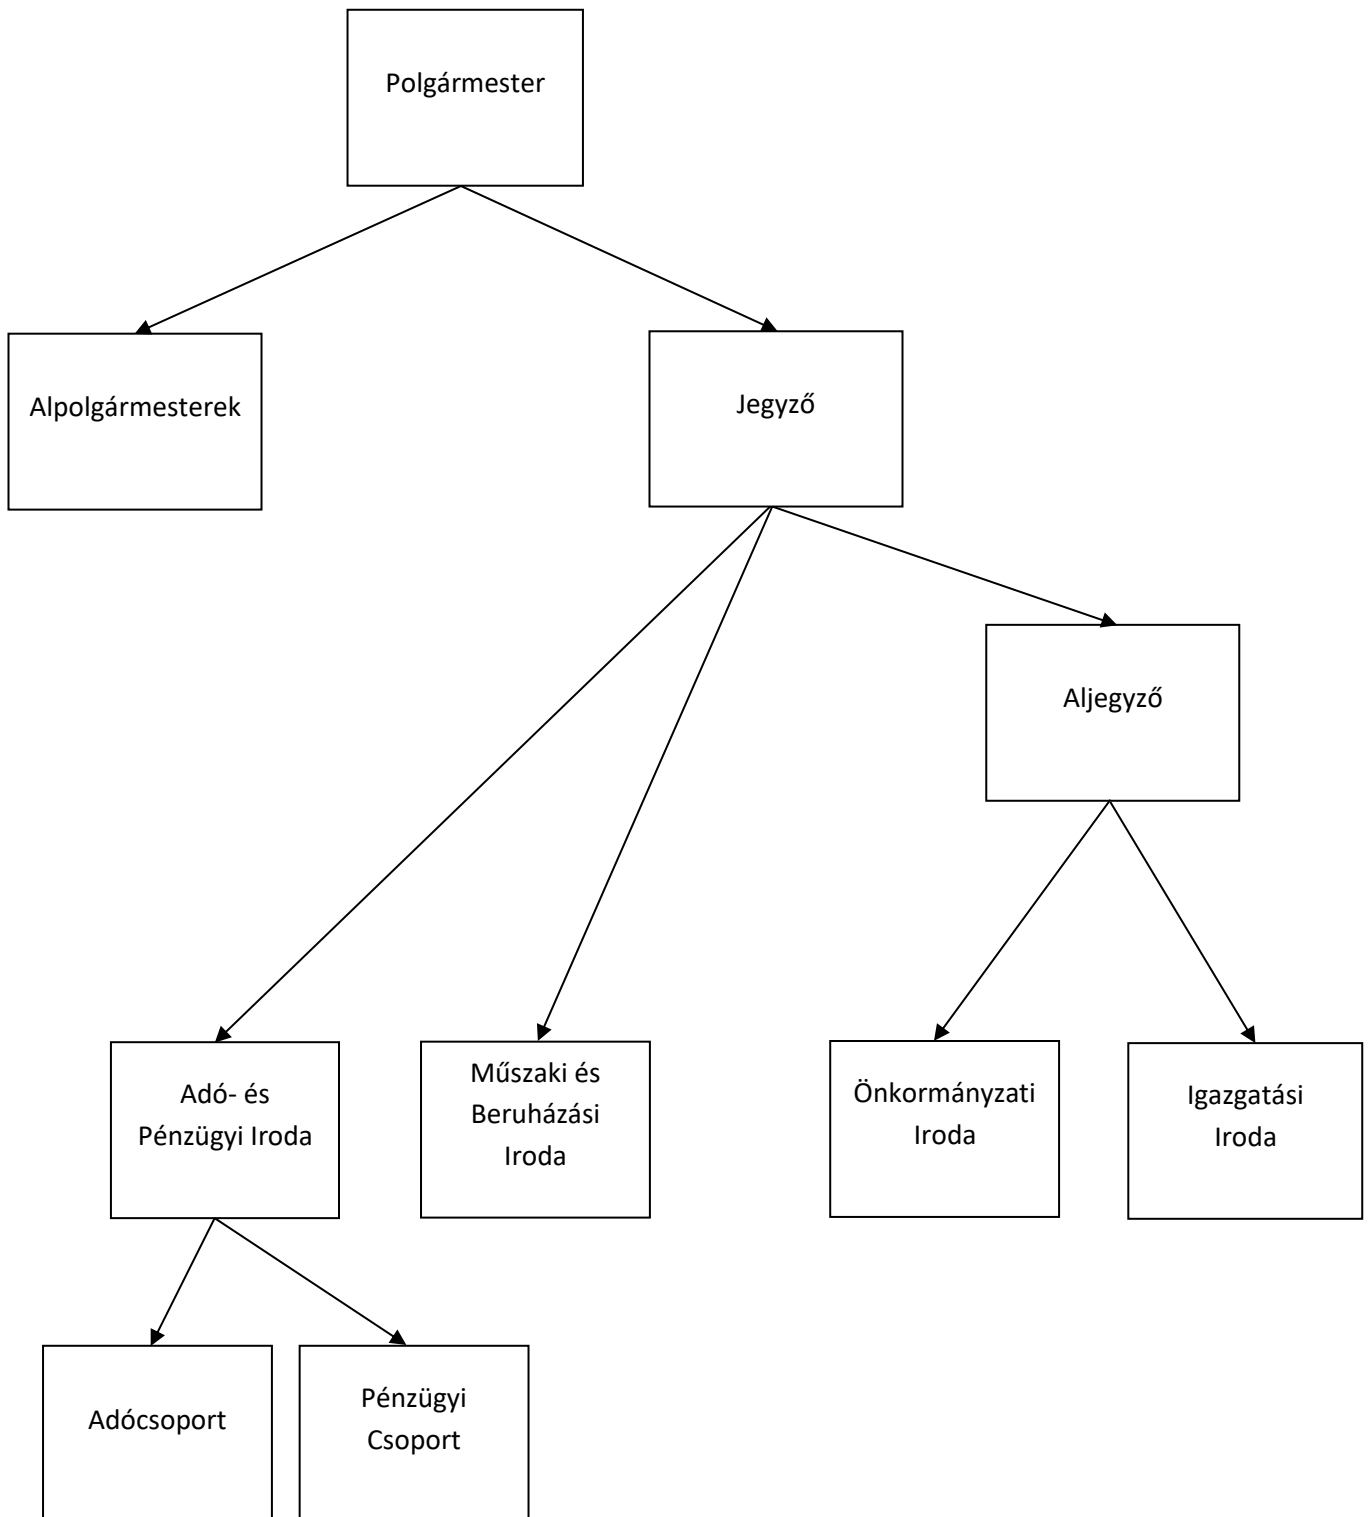 Polgármester
Alpolgármesterek
Jegyző
Aljegyző
Adó- és
Pénzügyi Iroda
Műszaki és
Beruházási
Iroda
Önkormányzati
Iroda
Igazgatási
Iroda
Adócsoport
Pénzügyi
Csoport